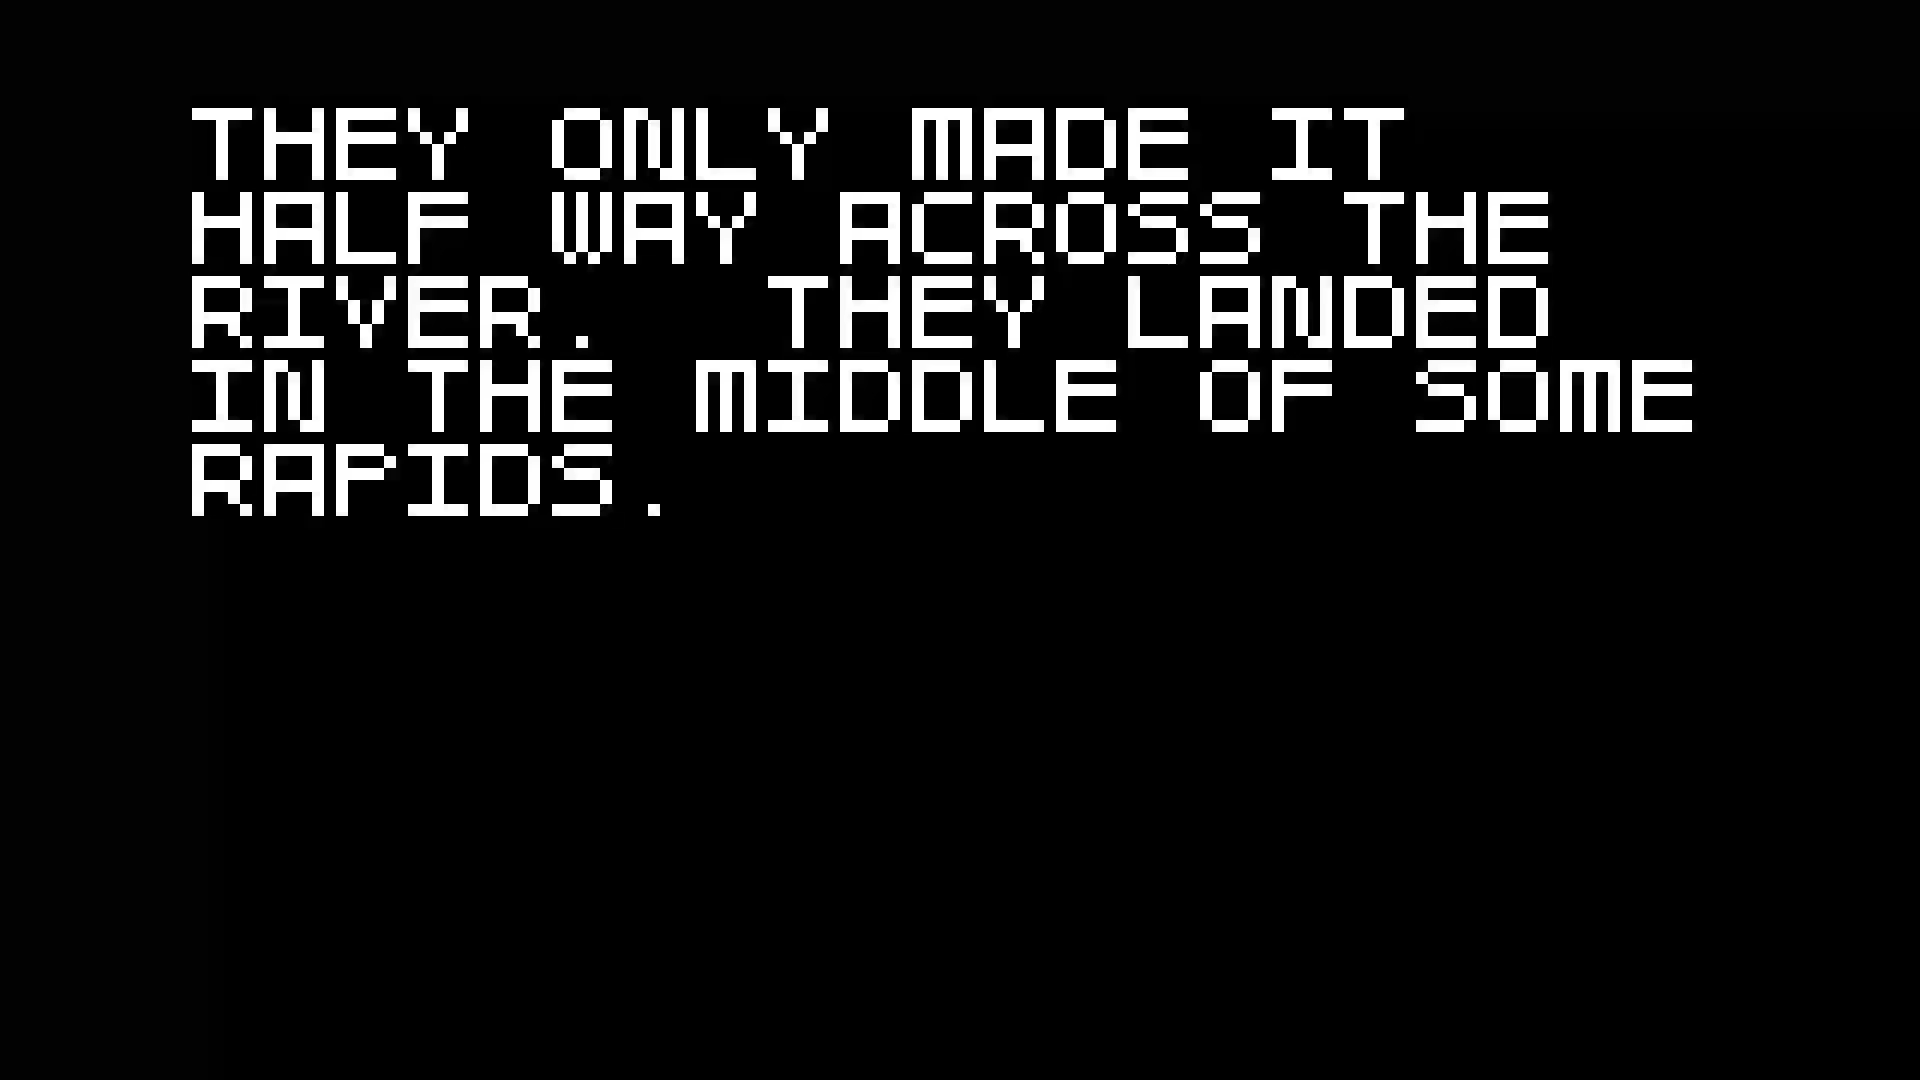 THEY ONLY MADE IT
HALF WAY ACROSS THE
RIVER.  THEY LANDED
IN THE MIDDLE OF SOME
RAPIDS.